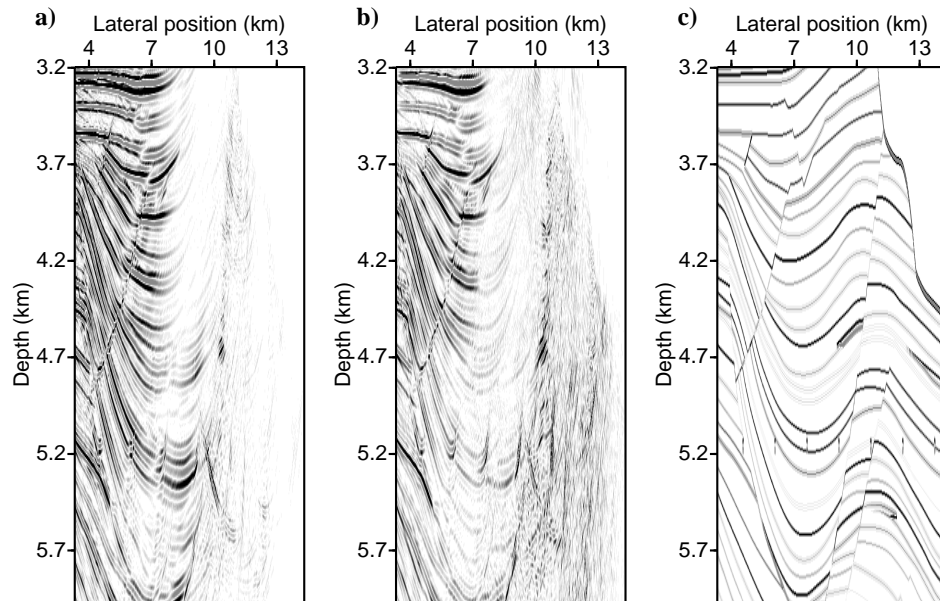 a) Lateral position (km)
4 7 10 13
3.2
3.7
4.2
4.7
5.2
5.7
Depth (km)
b) Lateral position (km)
4 7 10 13
3.2
3.7
4.2
4.7
5.2
5.7
Depth (km)
c) Lateral position (km)
4 7 10 13
3.2
3.7
4.2
4.7
5.2
5.7
Depth (km)